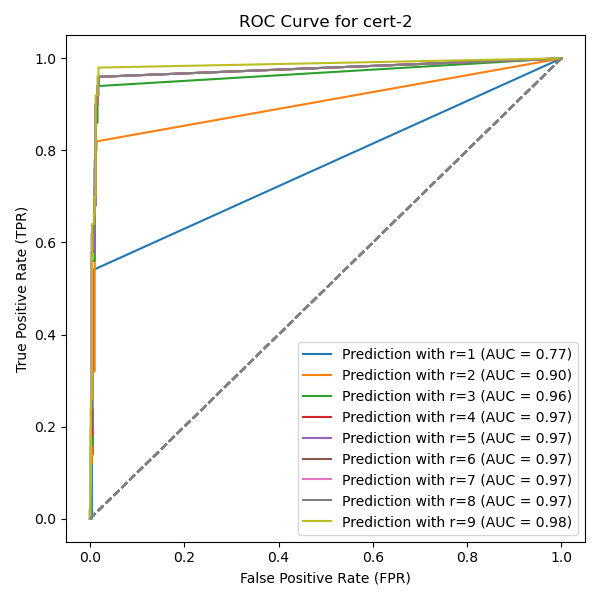 ROC Curve for cert-2
True Positive Rate (TPR)
1.0
0.8
0.6
0.4
0.2
0.0
Prediction with r=1 (AUC = 0.77)
Prediction with r=2 (AUC = 0.90)
Prediction with r=3 (AUC = 0.96)
Prediction with r=4 (AUC = 0.97)
Prediction with r=5 (AUC = 0.97)
Prediction with r=6 (AUC = 0.97)
Prediction with r=7 (AUC = 0.97)
Prediction with r=8 (AUC = 0.97)
Prediction with r=9 (AUC = 0.98)
0.0 0.2 0.4 0.6 0.8 1.0
False Positive Rate (FPR)